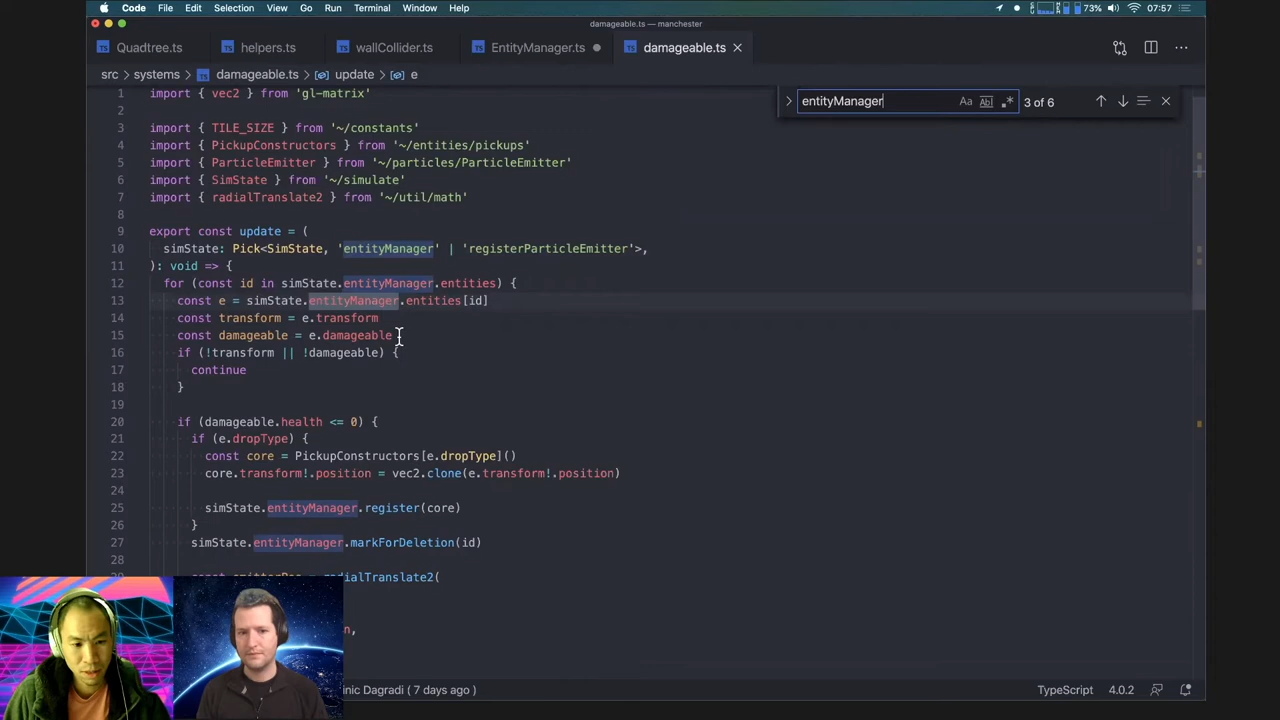 Code File Edit Selection View Go Run Terminal Window Help 73% 07:57
damageable.ts — manchester
Quadtree.ts helpers.ts wallCollider.ts EntityManager.ts damageable.ts
src > systems > damageable.ts > update > e
entityManager Aa Abl .* 3 of 6
1 import { vec2 } from 'gl-matrix'
2
3 import { TILE_SIZE } from '~/constants'
4 import { PickupConstructors } from '~/entities/pickups'
5 import { ParticleEmitter } from '~/particles/ParticleEmitter'
6 import { SimState } from '~/simulate'
7 import { radialTranslate2 } from '~/util/math'
8
9 export const update = (
10 simState: Pick<SimState, 'entityManager' | 'registerParticleEmitter'>,
11 ): void => {
12 for (const id in simState.entityManager.entities) {
13 const e = simState.entityManager.entities[id]
14 const transform = e.transform
15 const damageable = e.damageable
16 if (!transform || !damageable) {
17 continue
18 }
19
20 if (damageable.health <= 0) {
21 if (e.dropType) {
22 const core = PickupConstructors[e.dropType]()
23 core.transform!.position = vec2.clone(e.transform!.position)
24
25 simState.entityManager.register(core)
26 }
27 simState.entityManager.markForDeletion(id)
28
radialTranslate2(
n,
inic Dagradi ( 7 days ago ) TypeScript 4.0.2